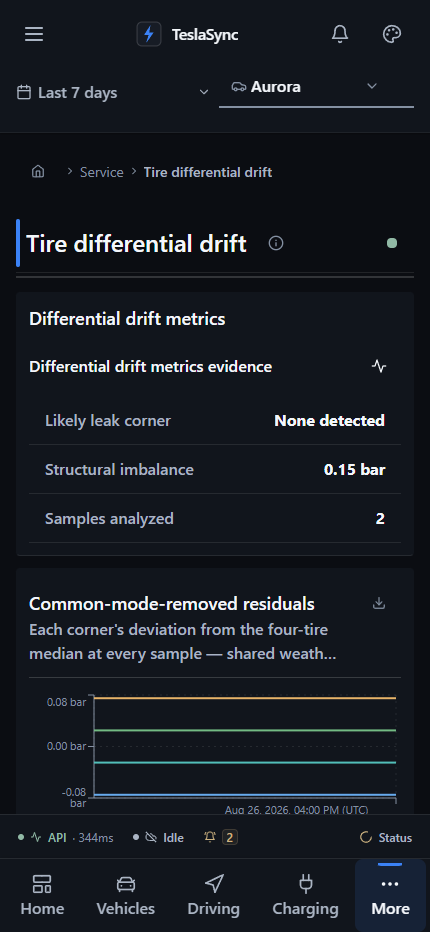 TeslaSync
Last 7 days
Aurora
Service
Tire differential drift
Tire differential drift
Differential drift metrics
Differential drift metrics evidence
Likely leak corner None detected
Structural imbalance 0.15 bar
Samples analyzed 2
Common-mode-removed residuals
Each corner's deviation from the four-tire
median at every sample — shared weath...
0.08 bar
0.00 bar
-0.08
bar
Aug 26, 2026, 04:00 PM (UTC)
API · 344ms Idle 2 Status
Home Vehicles Driving Charging More